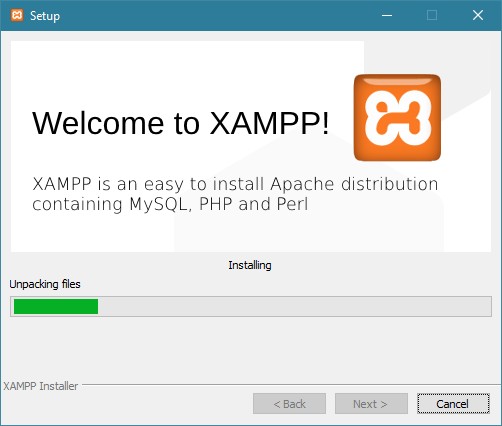 Setup
Welcome to XAMPP!
XAMPP is an easy to install Apache distribution
containing MySQL, PHP and Perl
Installing
Unpacking files
XAMPP Installer
< Back
Next >
Cancel